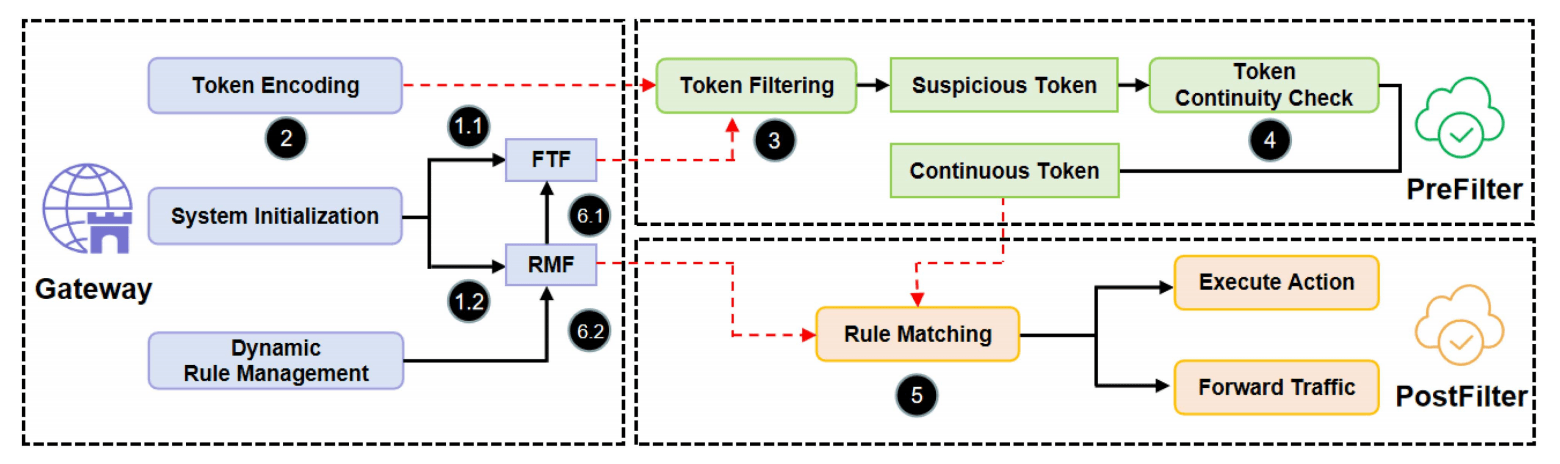 Token Encoding
2
1.1
FTF
System Initialization
6.1
RMF
1.2
6.2
Dynamic
Rule Management
Gateway
Token Filtering
3
Suspicious Token
Token
Continuity Check
4
Continuous Token
PreFilter
Rule Matching
5
Execute Action
Forward Traffic
PostFilter